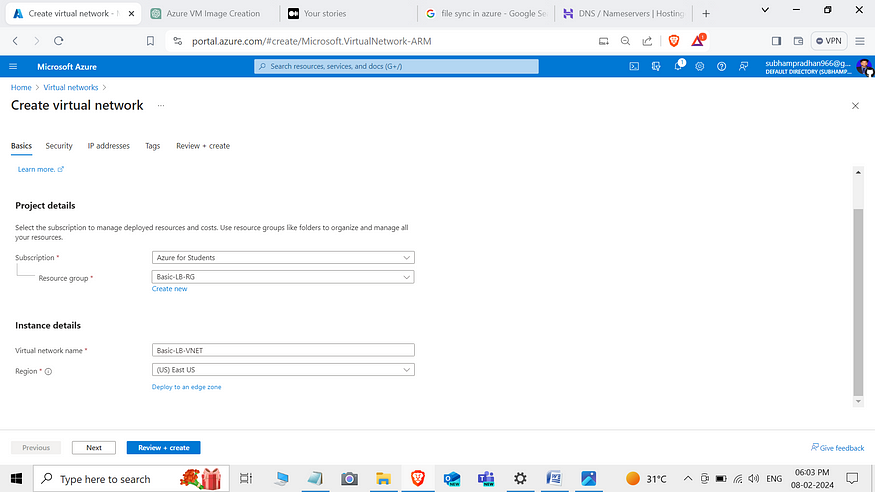 Create virtual network - M
Azure VM Image Creation
Your stories
file sync in azure - Google Se
DNS / Nameservers | Hosting
portal.azure.com/#create/Microsoft.VirtualNetwork-ARM
1
VPN
Microsoft Azure
Search resources, services, and docs (G+/)
1
subhampradhan966@g...
DEFAULT DIRECTORY (SUBHAMP...
Home > Virtual networks >
Create virtual network ...
Basics Security IP addresses Tags Review + create
Learn more.
Project details
Select the subscription to manage deployed resources and costs. Use resource groups like folders to organize and manage all
your resources.
Subscription * Azure for Students
Resource group * Basic-LB-RG
Create new
Instance details
Virtual network name * Basic-LB-VNET
Region * (US) East US
Deploy to an edge zone
Previous Next Review + create Give feedback
Type here to search
NEW
NEW
31°C
ENG
06:03 PM
08-02-2024